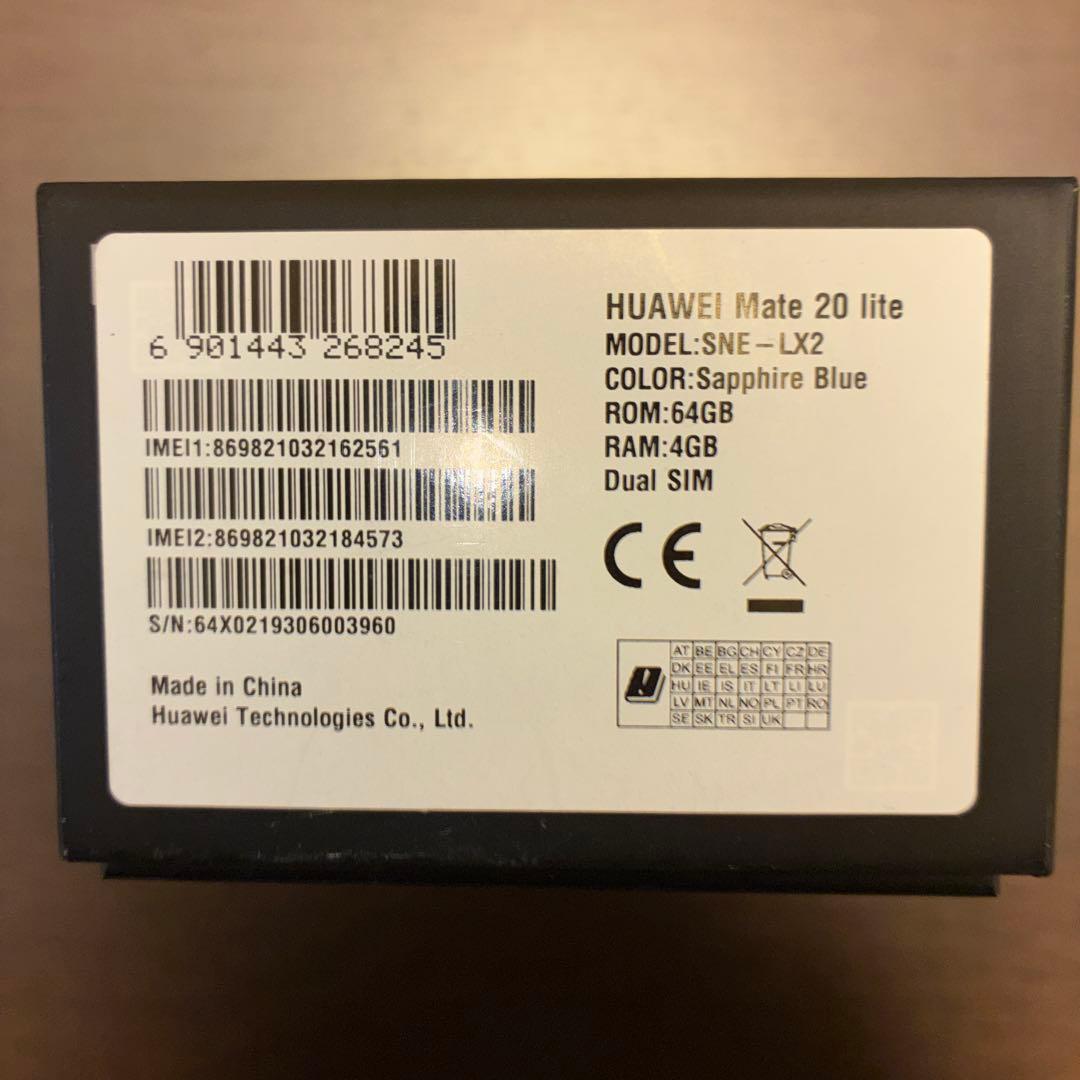 6 901443 268245
IMEI1:869821032162561
IMEI2:869821032184573
S/N:64X0219306003960
Made in China
Huawei Technologies Co., Ltd.
HUAWEI Mate 20 lite
MODEL:SNE-LX2
COLOR:Sapphire Blue
ROM:64GB
RAM:4GB
Dual SIM
CE
AT BE BG CH CY CZ DE
DK EE EL ES FI FR HR
HU IE IS IT LT LI LU
LV MT NL NO PL PT RO
SE SK TR SI UK